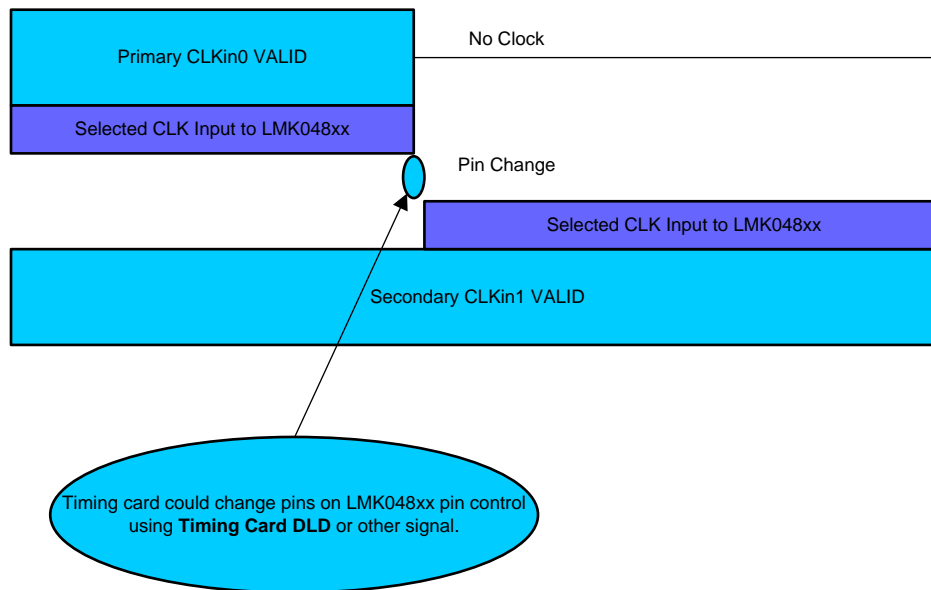 Primary CLKin0 VALID
No Clock
Selected CLK Input to LMK048xx
Pin Change
Selected CLK Input to LMK048xx
Secondary CLKin1 VALID
Timing card could change pins on LMK048xx pin control
using Timing Card DLD or other signal.